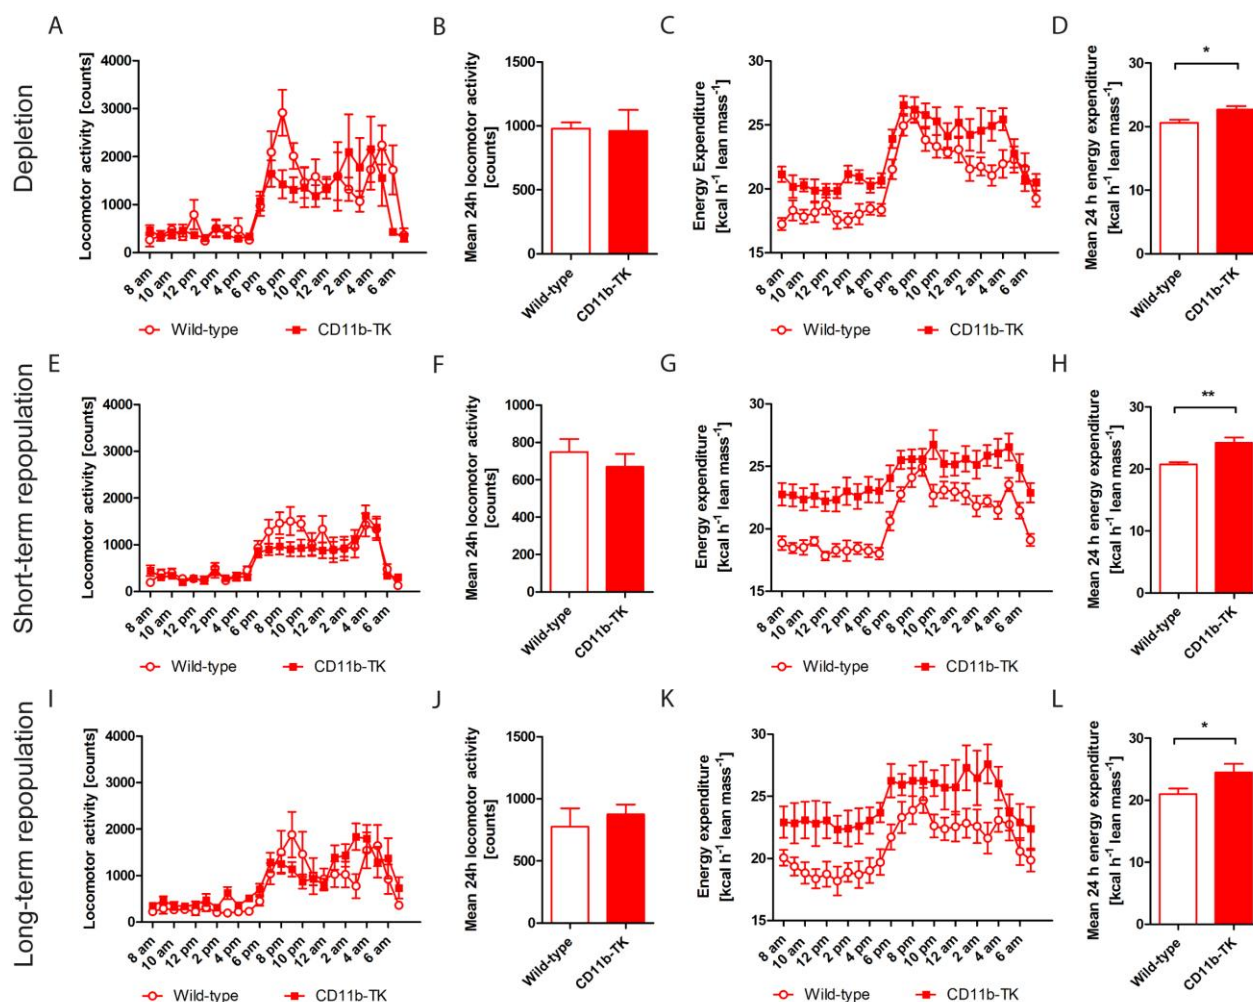 A
B
C
D
Depletion
Locomotor activity [counts]
4000
3000
2000
1000
0
8 am
10 am
12 pm
2 pm
4 pm
6 pm
8 pm
10 pm
12 am
2 am
4 am
6 am
Wild-type
CD11b-TK
Mean 24h locomotor activity
[counts]
1500
1000
500
0
Wild-type
CD11b-TK
Energy Expenditure
[kcal h-1 lean mass-1]
30
25
20
15
8 am
10 am
12 pm
2 pm
4 pm
6 pm
8 pm
10 pm
12 am
2 am
4 am
6 am
Wild-type
CD11b-TK
Mean 24 h energy expenditure
[kcal h-1 lean mass-1]
30
20
10
0
*
Wild-type
CD11b-TK
E
F
G
H
Short-term repopulation
Locomotor activity [counts]
4000
3000
2000
1000
0
8 am
10 am
12 pm
2 pm
4 pm
6 pm
8 pm
10 pm
12 am
2 am
4 am
6 am
Wild-type
CD11b-TK
Mean 24h locomotor activity
[counts]
1000
800
600
400
200
0
Wild-type
CD11b-TK
Energy expenditure
[kcal h-1 lean mass-1]
30
25
20
15
8 am
10 am
12 pm
2 pm
4 pm
6 pm
8 pm
10 pm
12 am
2 am
4 am
6 am
Wild-type
CD11b-TK
Mean 24 h energy expenditure
[kcal h-1 lean mass-1]
30
20
10
0
**
Wild-type
CD11b-TK
I
J
K
L
Long-term repopulation
Locomotor activity [counts]
4000
3000
2000
1000
0
8 am
10 am
12 pm
2 pm
4 pm
6 pm
8 pm
10 pm
12 am
2 am
4 am
6 am
Wild-type
CD11b-TK
Mean 24h locomotor activity
[counts]
1500
1000
500
0
Wild-type
CD11b-TK
Energy expenditure
[kcal h-1 lean mass-1]
30
25
20
15
8 am
10 am
12 pm
2 pm
4 pm
6 pm
8 pm
10 pm
12 am
2 am
4 am
6 am
Wild-type
CD11b-TK
Mean 24 h energy expenditure
[kcal h-1 lean mass-1]
30
20
10
0
*
Wild-type
CD11b-TK